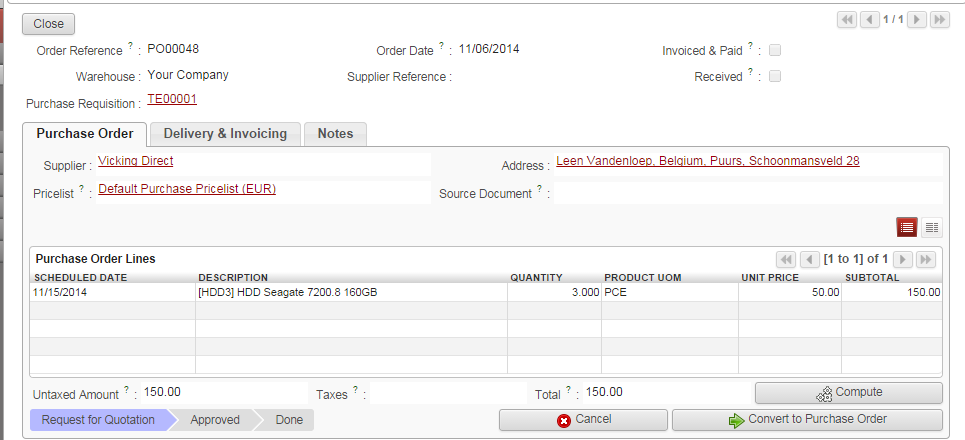 Close
1 / 1
Order Reference ? : PO00048 Order Date ? : 11/06/2014 Invoiced & Paid ? :
Warehouse : Your Company Supplier Reference : Received ? :
Purchase Requisition : TE00001
Purchase Order Delivery & Invoicing Notes
Supplier : Vicking Direct Address : Leen Vandenloep, Belgium, Puurs, Schoonmansveld 28
Pricelist ? : Default Purchase Pricelist (EUR) Source Document ? :
Purchase Order Lines [1 to 1] of 1
SCHEDULED DATE DESCRIPTION QUANTITY PRODUCT UOM UNIT PRICE SUBTOTAL
11/15/2014 [HDD3] HDD Seagate 7200.8 160GB 3.000 PCE 50.00 150.00
Untaxed Amount ? : 150.00 Taxes ? : Total ? : 150.00 Compute
Request for Quotation Approved Done Cancel Convert to Purchase Order